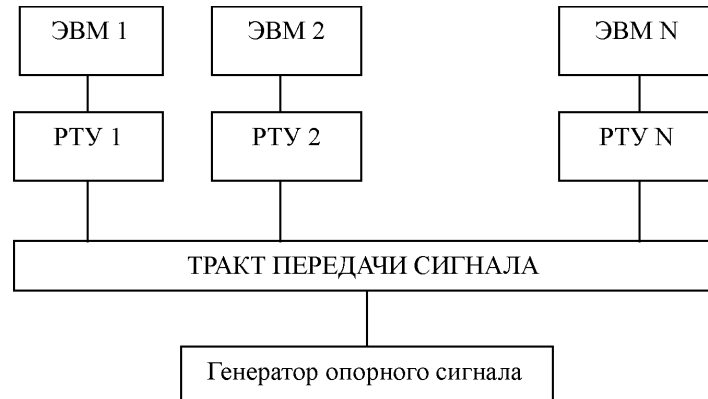 ЭВМ 1
ЭВМ 2
ЭВМ N
РТУ 1
РТУ 2
РТУ N
ТРАКТ ПЕРЕДАЧИ СИГНАЛА
Генератор опорного сигнала